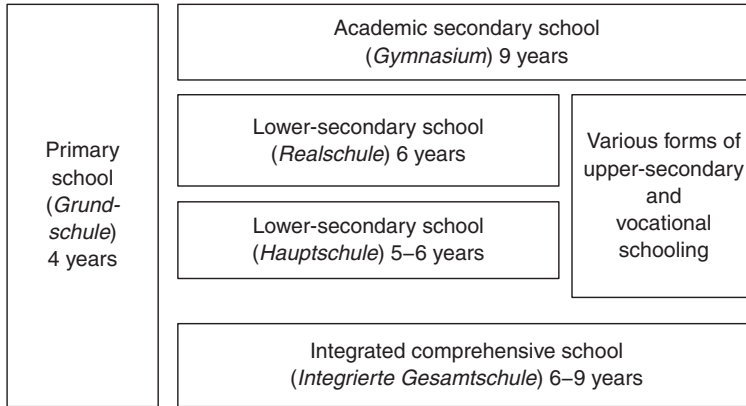 Primary
school
(Grund-
schule)
4 years
Academic secondary school
(Gymnasium) 9 years
Lower-secondary school
(Realschule) 6 years
Lower-secondary school
(Hauptschule) 5–6 years
Various forms of
upper-secondary
and
vocational
schooling
Integrated comprehensive school
(Integrierte Gesamtschule) 6–9 years